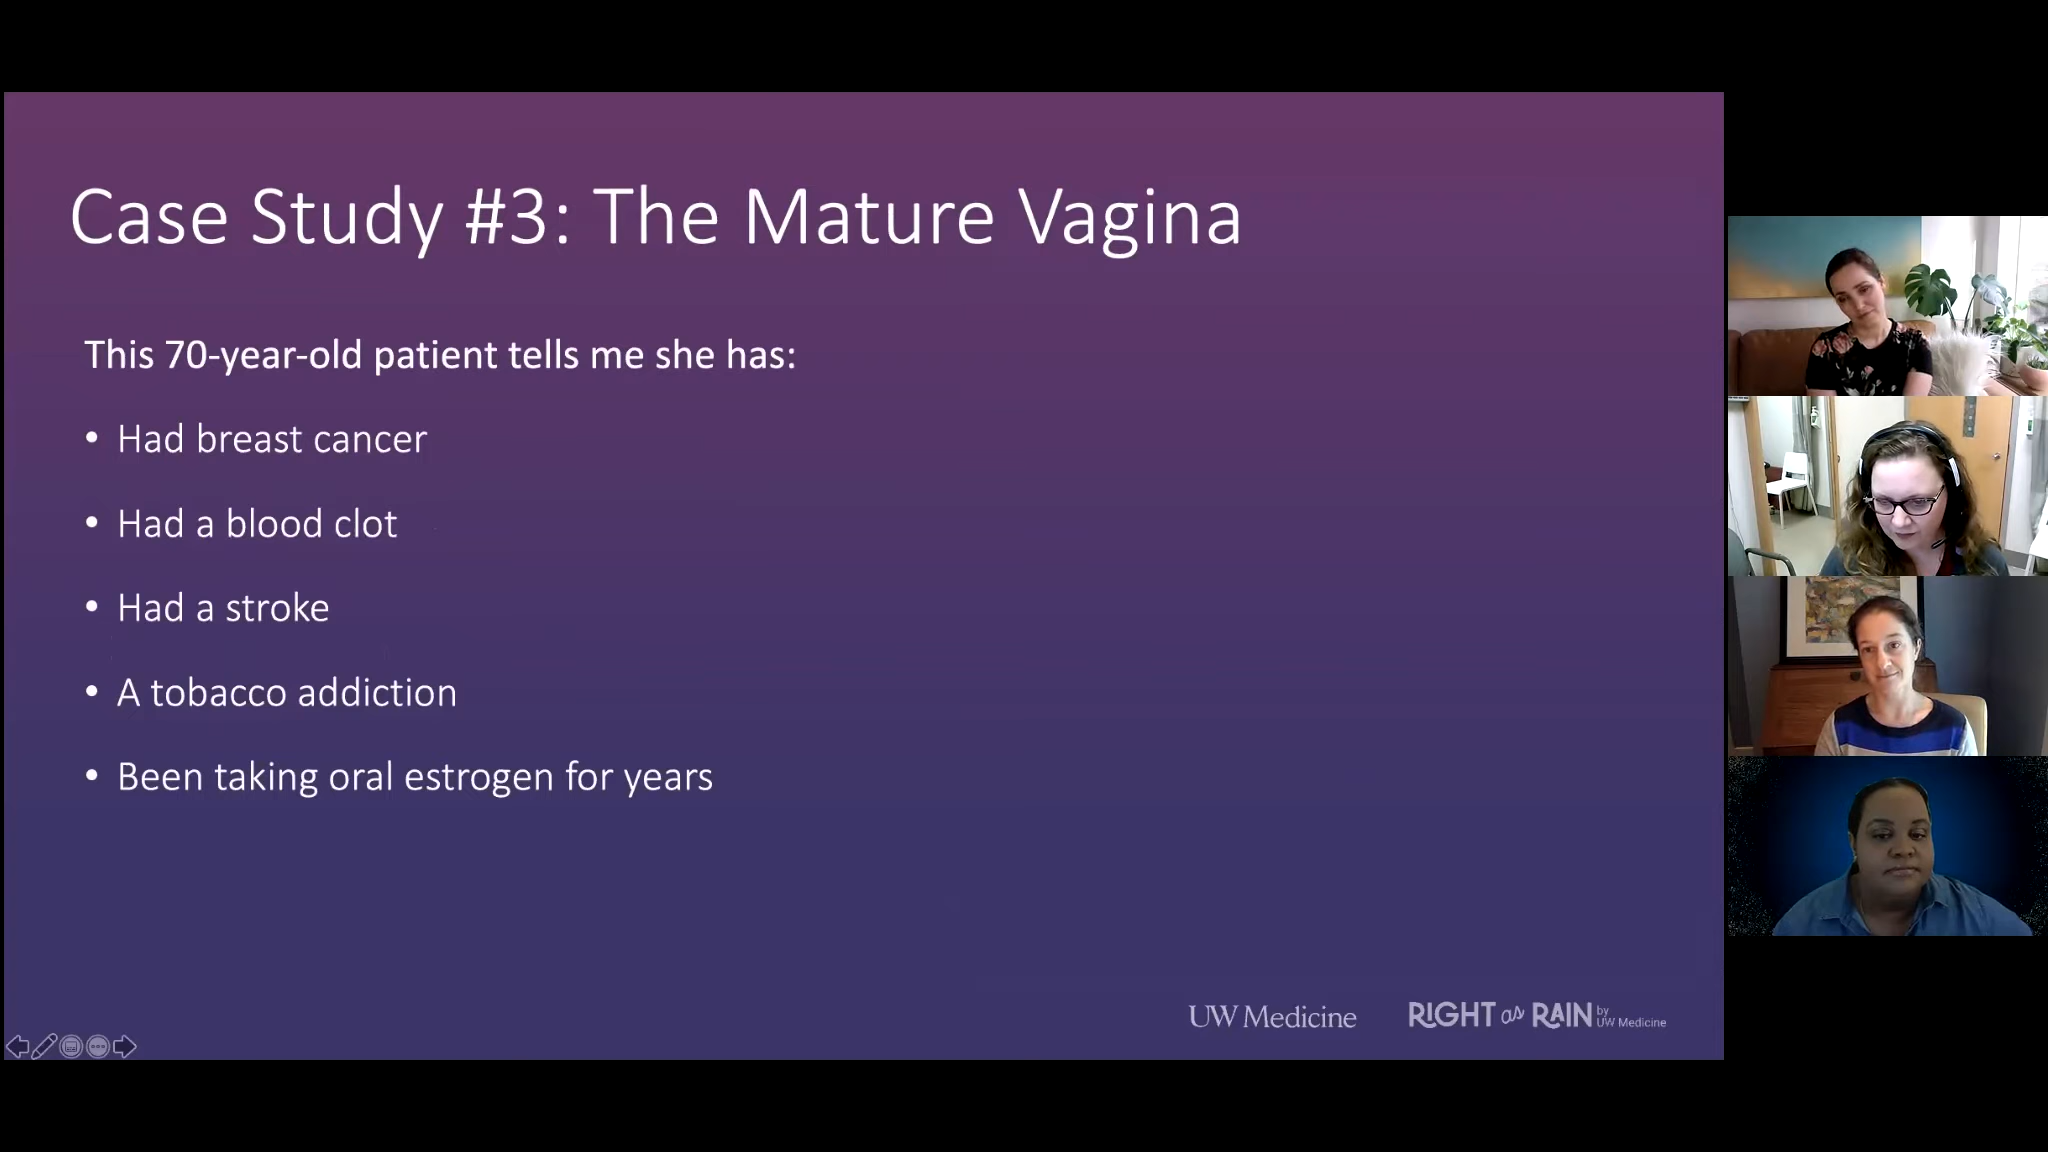 Case Study #3: The Mature Vagina
This 70-year-old patient tells me she has:
• Had breast cancer
• Had a blood clot
• Had a stroke
• A tobacco addiction
• Been taking oral estrogen for years
UW Medicine
RIGHT as RAIN by UW Medicine